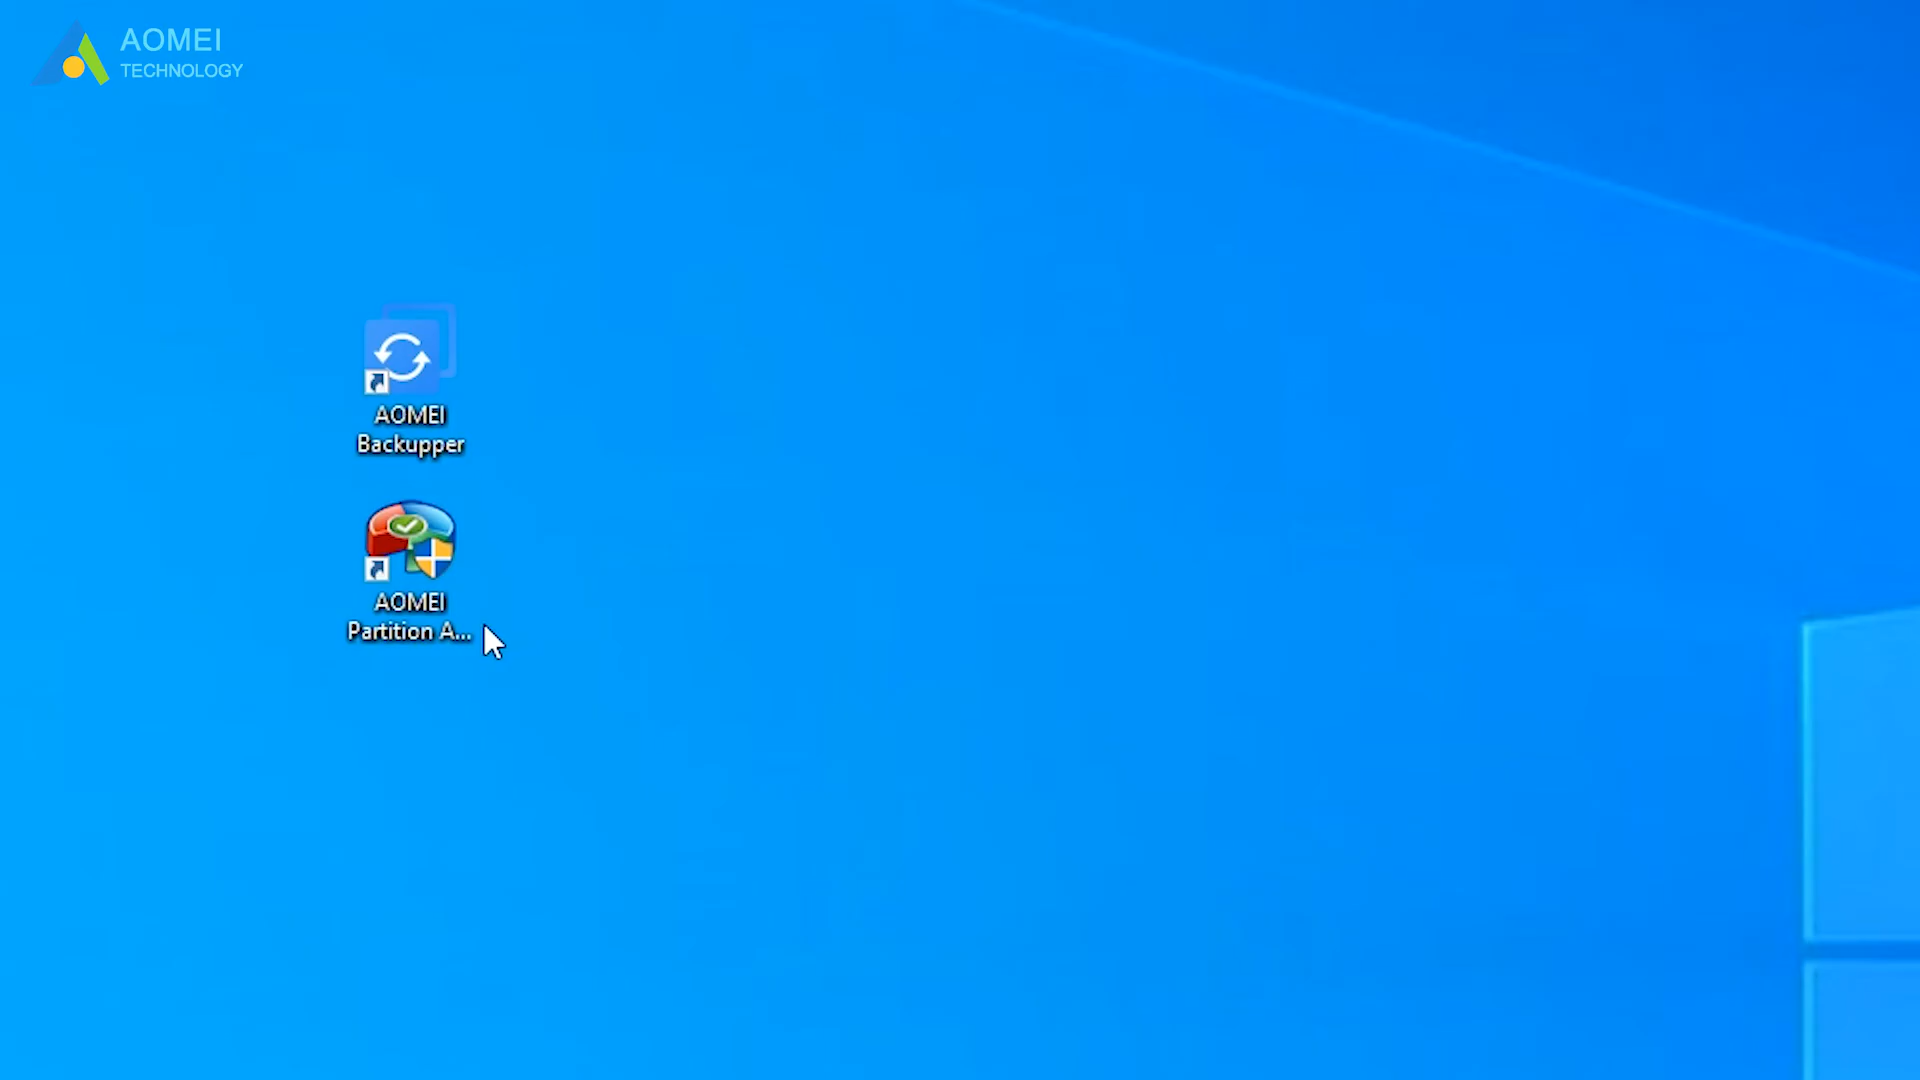 AOMEI
TECHNOLOGY
AOMEI
Backupper
AOMEI
Partition A...